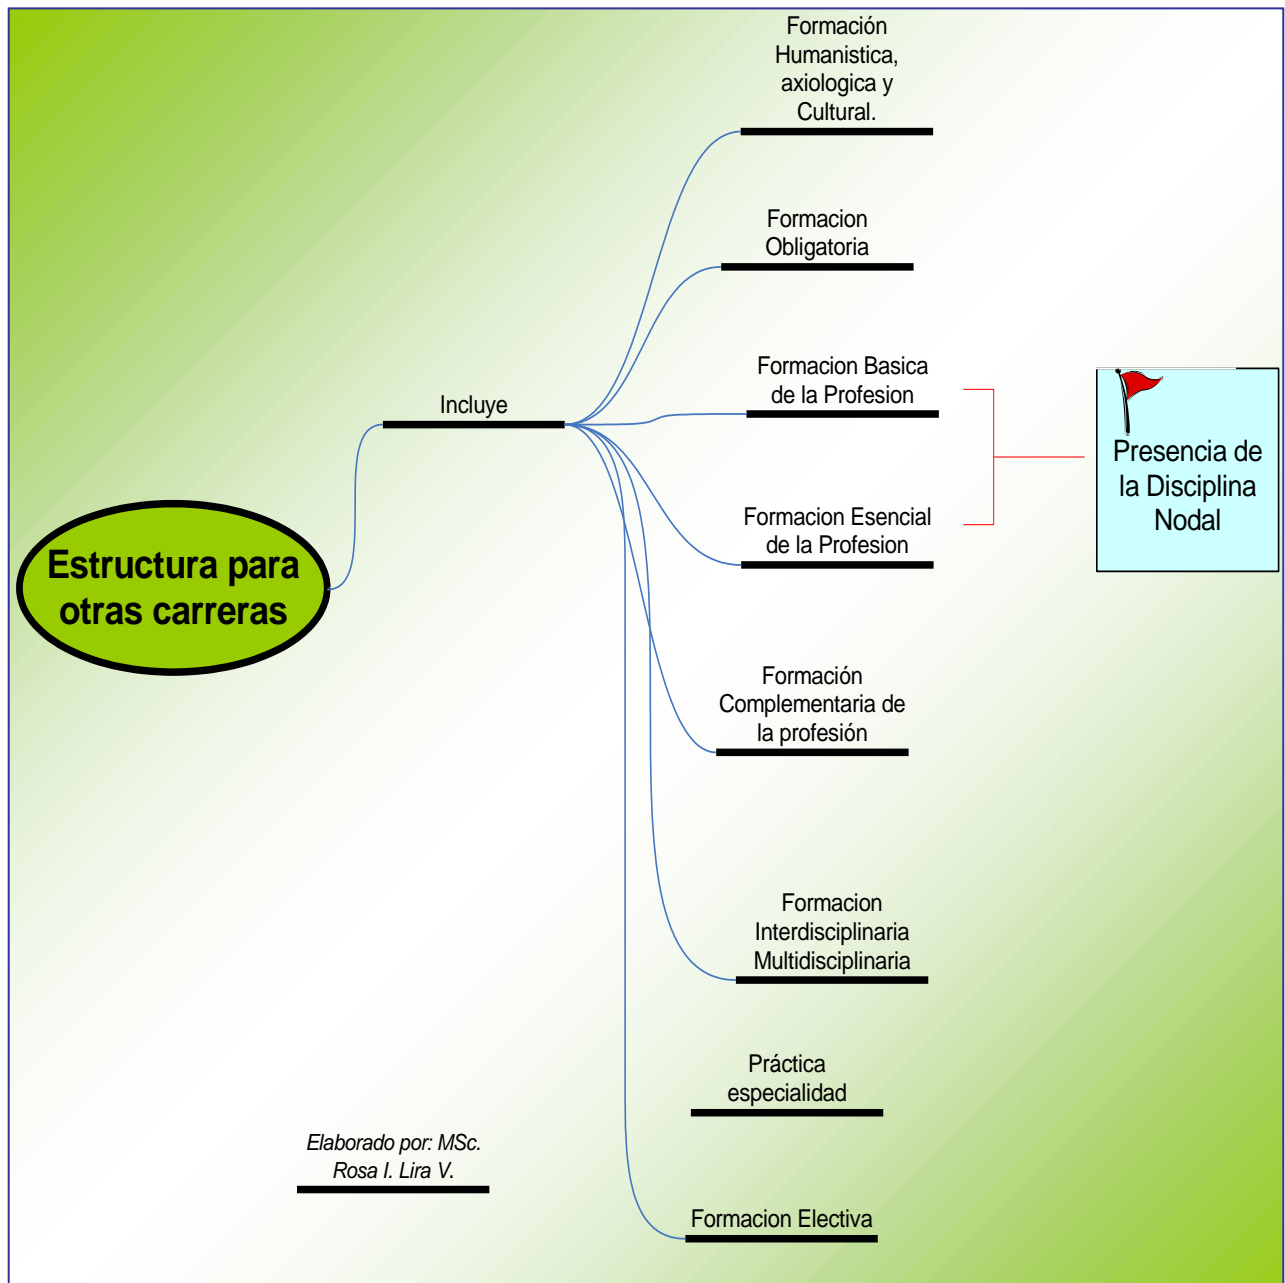 Formación
Humanistica,
axiologica y
Cultural.
Formacion
Obligatoria
Formacion Basica
de la Profesion
Incluye
Presencia de
la Disciplina
Nodal
Formacion Esencial
de la Profesion
Estructura para
otras carreras
Formación
Complementaria de
la profesión
Formacion
Interdisciplinaria
Multidisciplinaria
Práctica
especialidad
Elaborado por: MSc.
Rosa I. Lira V.
Formacion Electiva